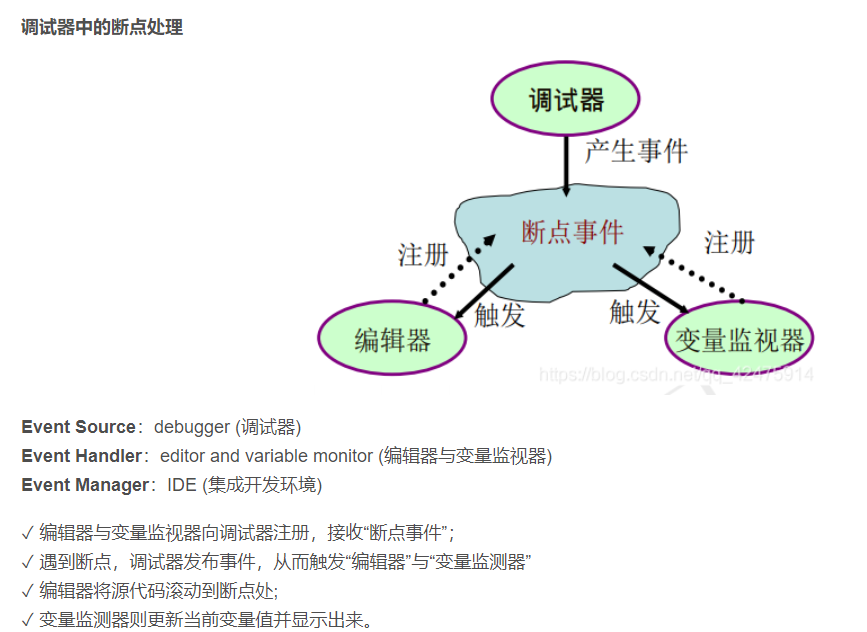 调试器中的断点处理
调试器
产生事件
断点事件
注册
注册
触发
触发
编辑器
变量监视器
https://blog.csdn.net/qq_42475914
Event Source：debugger (调试器)
Event Handler：editor and variable monitor (编辑器与变量监视器)
Event Manager：IDE (集成开发环境)
✓ 编辑器与变量监视器向调试器注册，接收“断点事”件”;
✓ 遇到断点，调试器发布事件，从而触发“编辑器”与“变量监测器”
✓ 编辑器将源代码滚动到断点处;
✓ 变量监测器则更新当前变量值并显示出来。